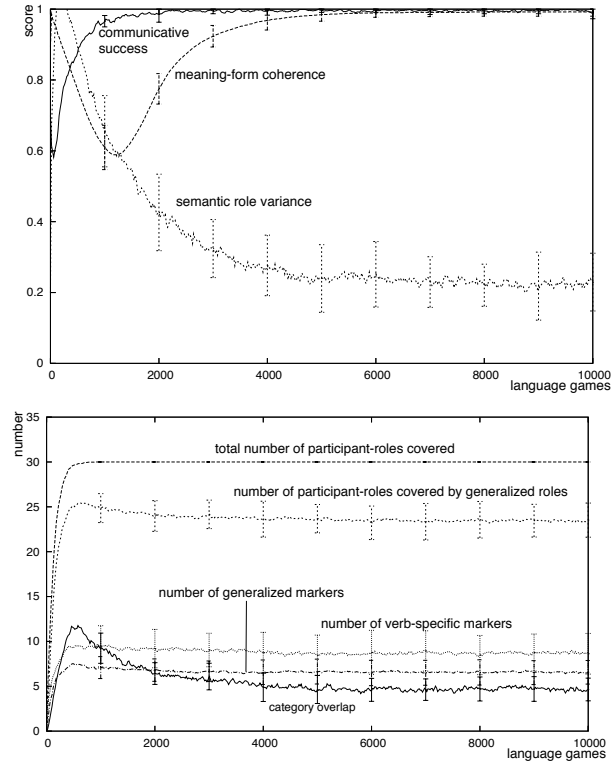 score
1
communicative
success
meaning-form coherence
0.8
0.6
semantic role variance
0.4
0.2
0
0 2000 4000 6000 8000 10000
language games
number
35
total number of participant-roles covered
30
number of participant-roles covered by generalized roles
25
20
15
number of generalized markers
number of verb-specific markers
10
5
category overlap
0
0 2000 4000 6000 8000 10000
language games